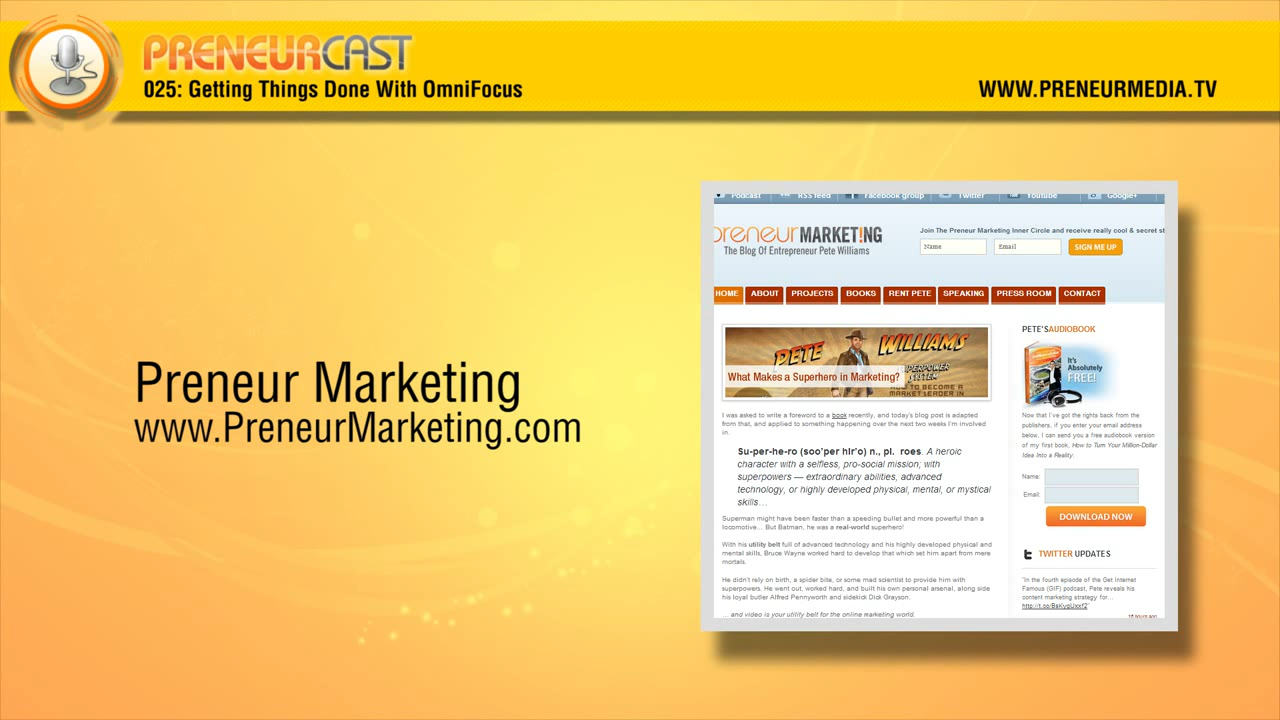 PRENEURCAST
025: Getting Things Done With OmniFocus
WWW.PRENEURMEDIA.TV
Preneur Marketing
www.PreneurMarketing.com
Podcast
RSS feed
Facebook group
Twitter
Youtube
Google+
preneur MARKET!NG
The Blog Of Entrepreneur Pete Williams
Join The Preneur Marketing Inner Circle and receive really cool & secret st
Name
Email
SIGN ME UP
HOME
ABOUT
PROJECTS
BOOKS
RENT PETE
SPEAKING
PRESS ROOM
CONTACT
PETE WILLIAMS
What Makes a Superhero in Marketing?
MARKET LEADER IN
I was asked to write a foreword to a book recently, and today's blog post is adapted
from that, and applied to something happening over the next two weeks I'm involved
in.
Su-per-he-ro (soo'per hIr'o) n., pl. roes. A heroic
character with a selfless, pro-social mission; with
superpowers — extraordinary abilities, advanced
technology, or highly developed physical, mental, or mystical
skills…
Superman might have been faster than a speeding bullet and more powerful than a
locomotive… But Batman, he was a real-world superhero!
With his utility belt full of advanced technology and his highly developed physical and
mental skills, Bruce Wayne worked hard to develop that which set him apart from mere
mortals.
He didn't rely on birth, a spider bite, or some mad scientist to provide him with
superpowers. He went out, worked hard, and built his own personal arsenal, along side
his loyal butler Alfred Pennyworth and sidekick Dick Grayson.
… and video is your utility belt for the online marketing world.
PETE'S AUDIOBOOK
It's
Absolutely
FREE!
Now that I've got the rights back from the
publishers, if you enter your email address
below, I can send you a free audiobook version
of my first book, How to Turn Your Million-Dollar
Idea Into a Reality.
Name:
Email:
DOWNLOAD NOW
TWITTER UPDATES
"In the fourth episode of the Get Internet
Famous (GIF) podcast, Pete reveals his
content marketing strategy for…